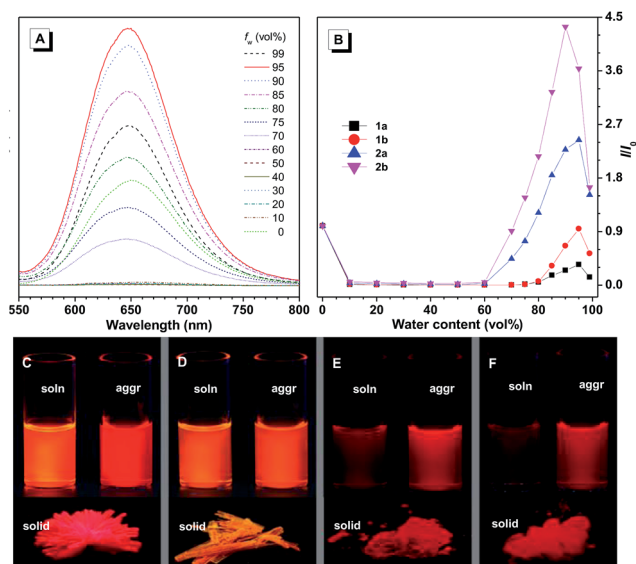 A
f_w (vol%)
99
95
90
85
80
75
70
60
50
40
30
20
10
0
550 600 650 700 750 800
Wavelength (nm)
B
1a
1b
2a
2b
4.5
3.6
2.7
1.8
0.9
0.0
I/I_0
0 20 40 60 80 100
Water content (vol%)
C
soln aggr
solid
D
soln aggr
solid
E
soln aggr
solid
F
soln aggr
solid